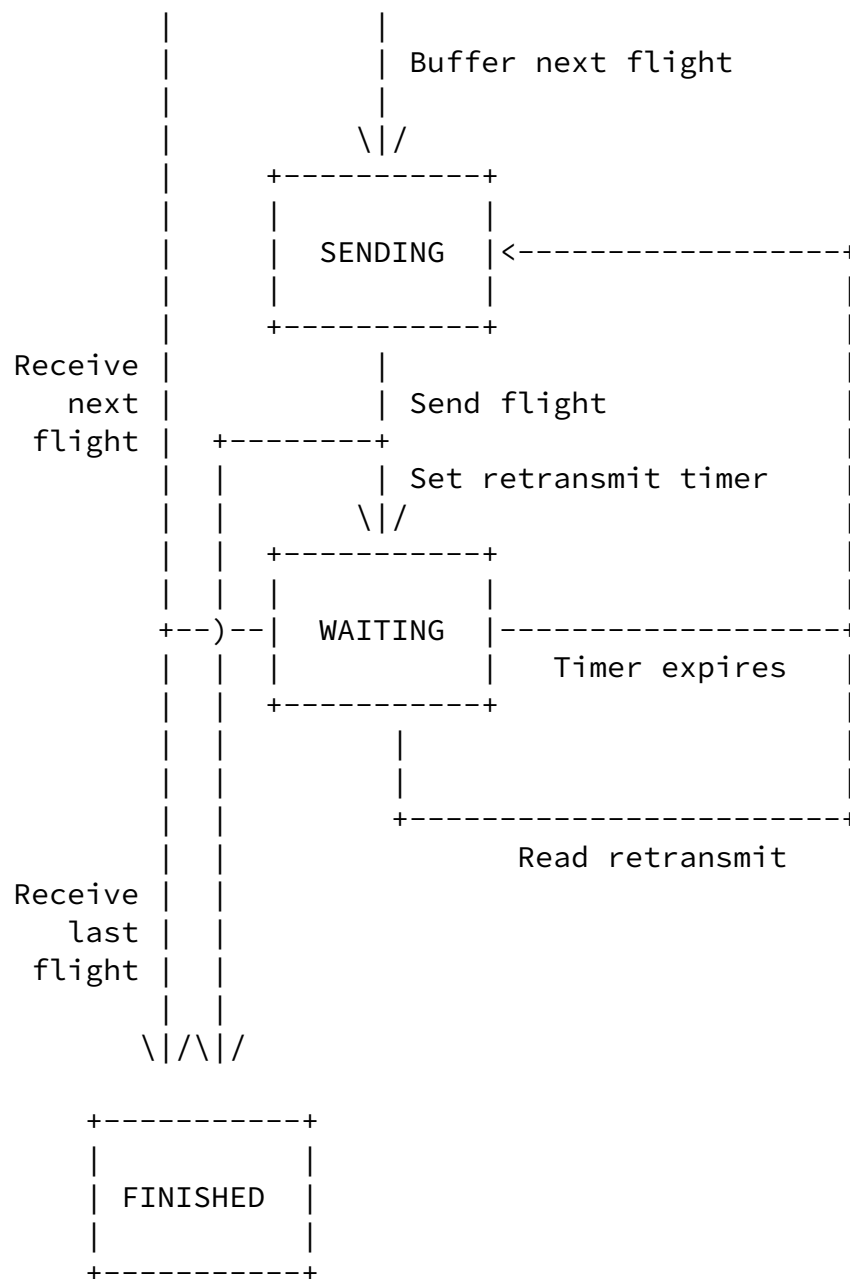 Buffer next flight
SENDING
Receive
next
flight
Send flight
Set retransmit timer
WAITING
Timer expires
Read retransmit
Receive
last
flight
FINISHED